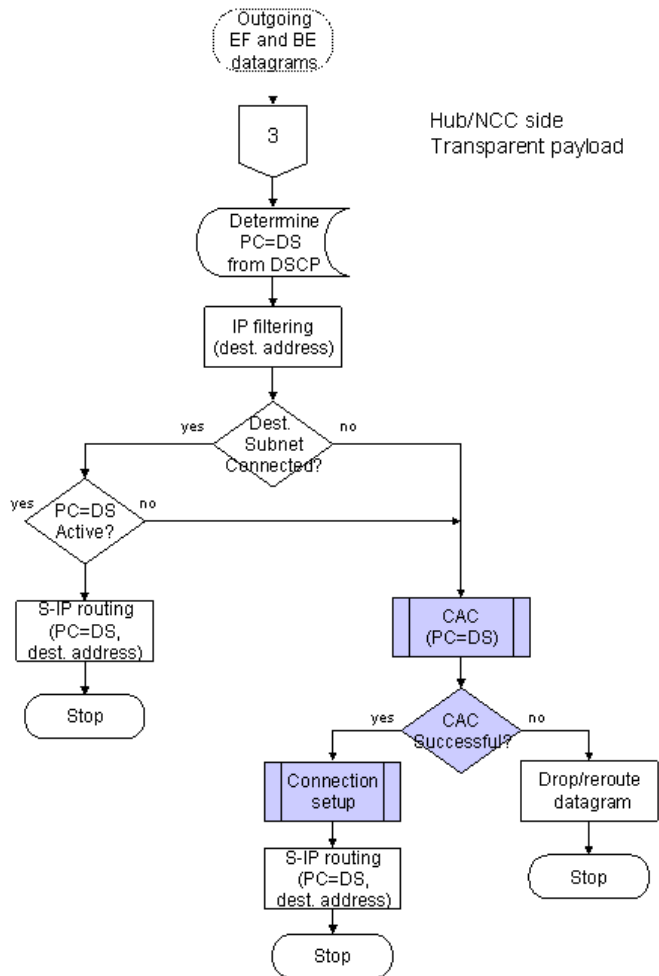 Outgoing
EF and BE
datagrams
3
Hub/NCC side
Transparent payload
Determine
PC=DS
from DSCP
IP filtering
(dest. address)
yes
Dest.
Subnet
Connected?
no
yes
PC=DS
Active?
no
S-IP routing
(PC=DS,
dest. address)
Stop
CAC
(PC=DS)
yes
CAC
Successful?
no
Connection
setup
Drop/reroute
datagram
S-IP routing
(PC=DS,
dest. address)
Stop
Stop